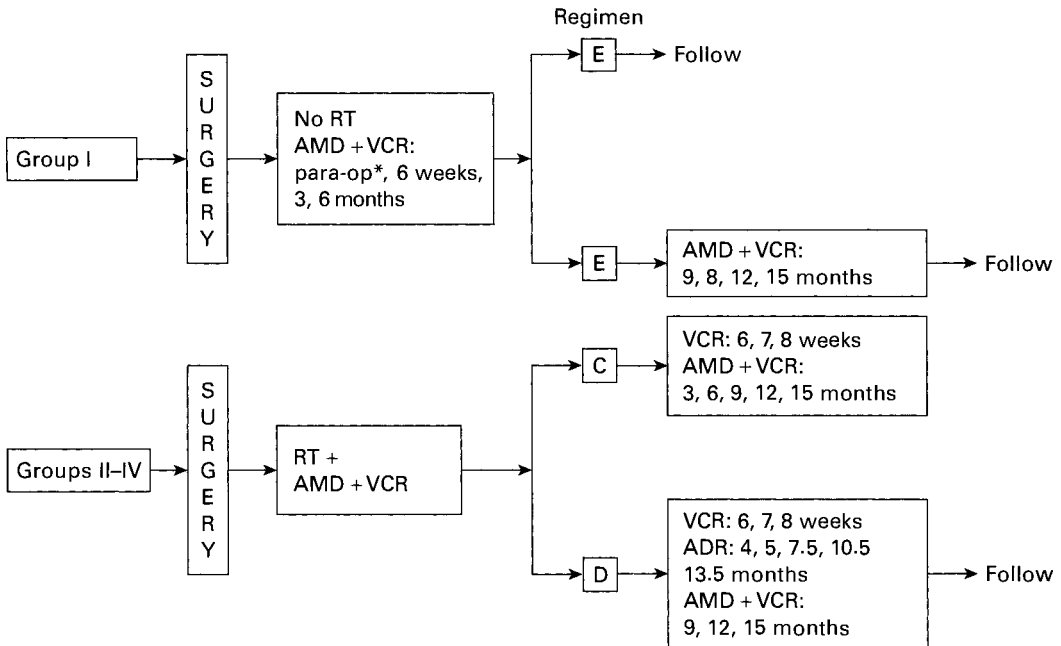 Regimen
E
Follow
SURGERY
Group I
No RT
AMD + VCR:
para-op*, 6 weeks,
3, 6 months
E
AMD + VCR:
9, 8, 12, 15 months
Follow
SURGERY
Groups II–IV
RT +
AMD + VCR
C
VCR: 6, 7, 8 weeks
AMD + VCR:
3, 6, 9, 12, 15 months
D
VCR: 6, 7, 8 weeks
ADR: 4, 5, 7.5, 10.5
13.5 months
AMD + VCR:
9, 12, 15 months
Follow